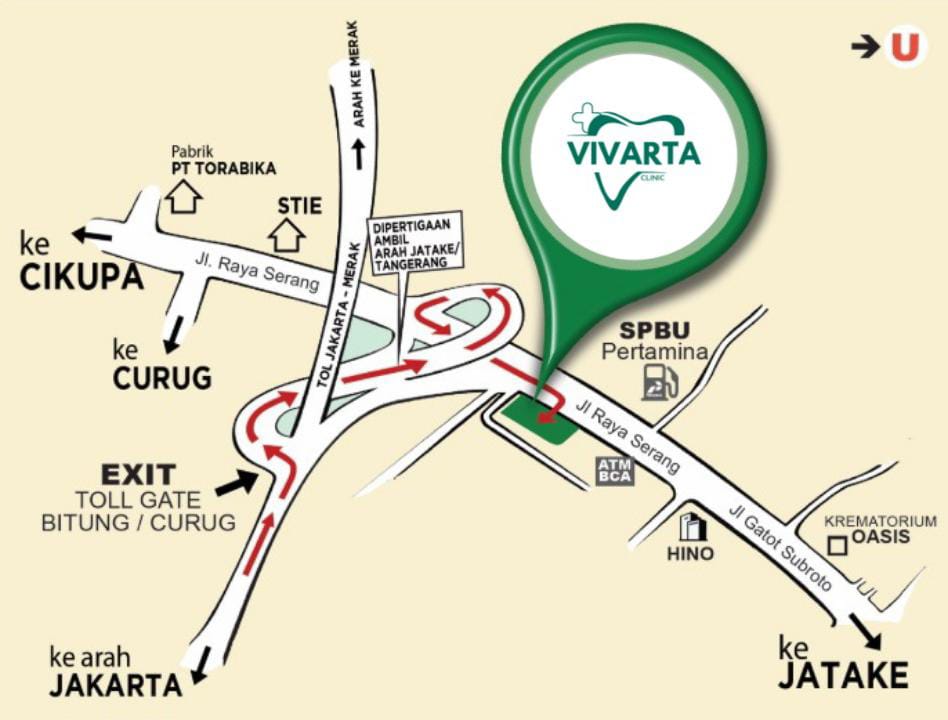 U
ARAH KE MERAK
VIVARTA
CLINIC
Pabrik
PT TORABIKA
STIE
DIPERTIGAAN
AMBIL
ARAH JATAKE/
TANGERANG
ke
CIKUPA
Jl. Raya Serang
TOL JAKARTA - MERAK
ke
CURUG
SPBU
Pertamina
Jl Raya Serang
ATM
BCA
EXIT
TOLL GATE
BITUNG / CURUG
HINO
Jl Gatot Subroto
KREMATORIUM
OASIS
ke arah
JAKARTA
ke
JATAKE